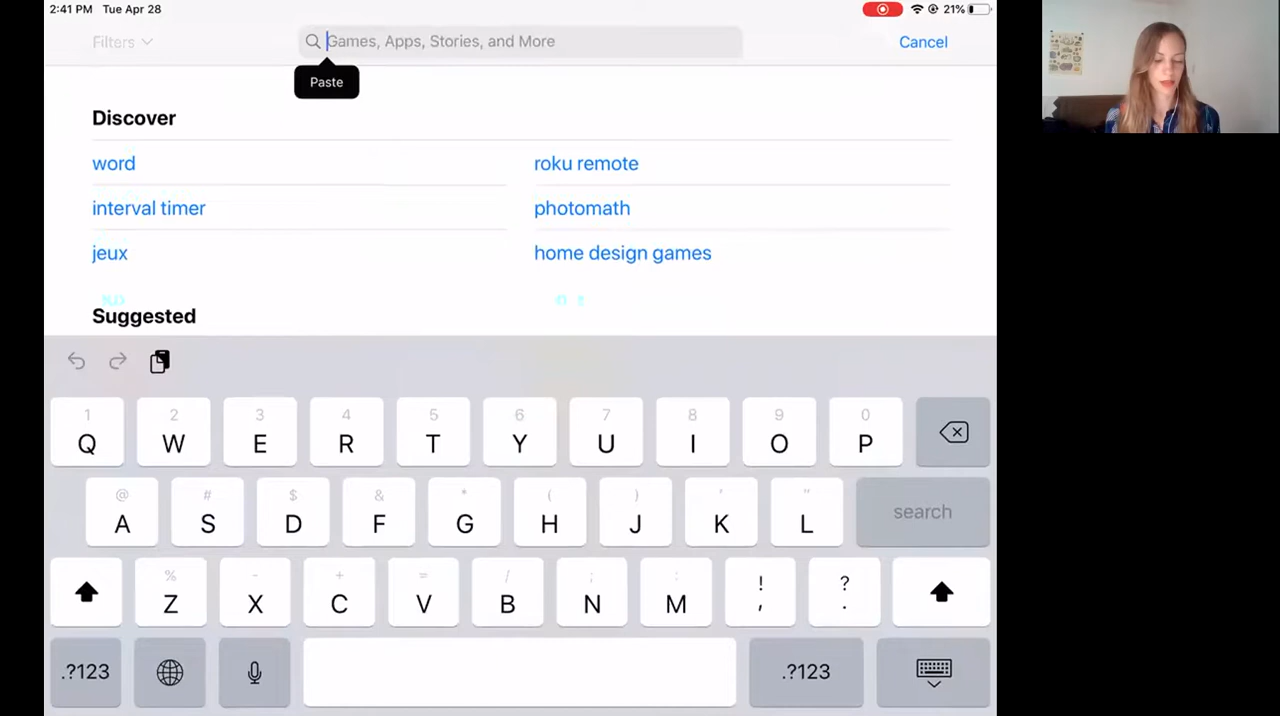 2:41 PM Tue Apr 28 21%
Filters Games, Apps, Stories, and More Cancel
Paste
Discover
word roku remote
interval timer photomath
jeux home design games
Suggested
1 2 3 4 5 6 7 8 9 0
Q W E R T Y U I O P
@ # $ & * ( ) ' "
A S D F G H J K L search
% - + = / ; : ! ?
Z X C V B N M , .
.?123 .?123